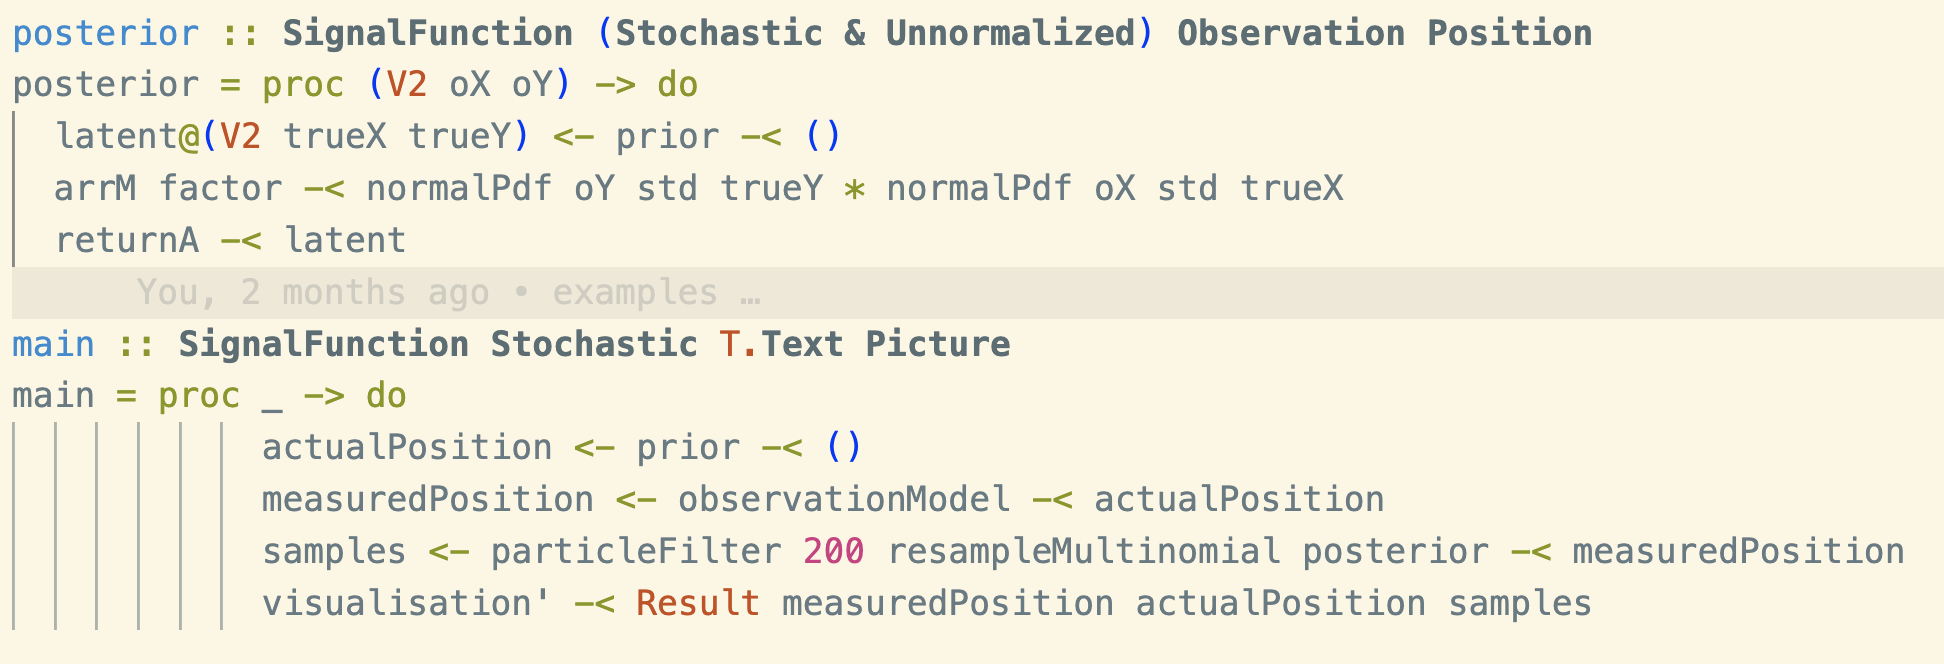 posterior :: SignalFunction (Stochastic & Unnormalized) Observation Position
posterior = proc (V2 oX oY) -> do
latent@(V2 trueX trueY) <- prior -< ()
arrM factor -< normalPdf oY std trueY * normalPdf oX std trueX
returnA -< latent
You, 2 months ago • examples …
main :: SignalFunction Stochastic T.Text Picture
main = proc _ -> do
actualPosition <- prior -< ()
measuredPosition <- observationModel -< actualPosition
samples <- particleFilter 200 resampleMultinomial posterior -< measuredPosition
visualisation' -< Result measuredPosition actualPosition samples